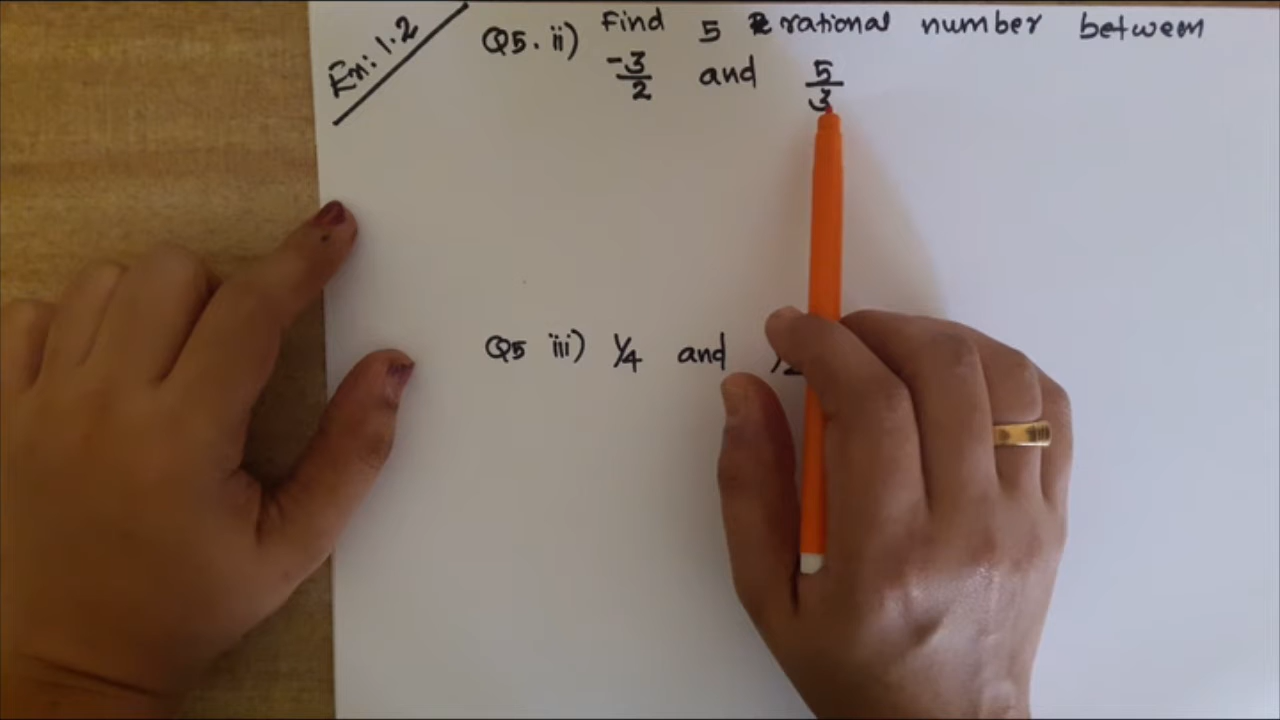 Ex: 1.2
Q5. ii) Find 5 rational number between
-3/2 and 5/3
Q5 iii) 1/4 and